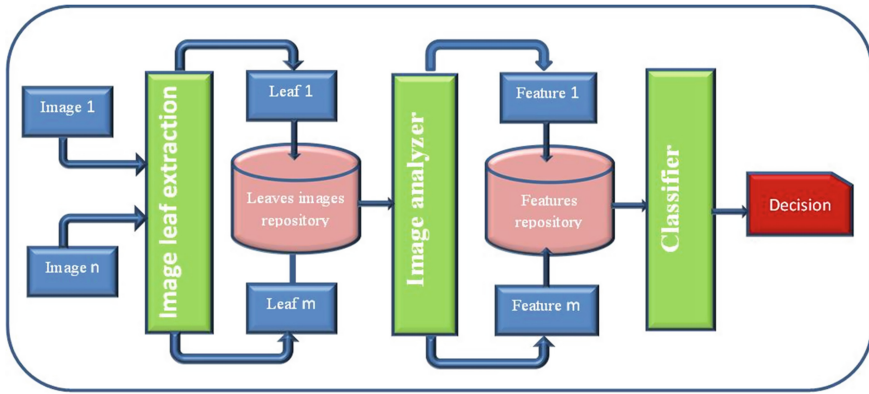 Image 1
Image n
Image leaf extraction
Leaf 1
Leaves images
repository
Leaf m
Image analyzer
Feature 1
Features
repository
Feature m
Classifier
Decision